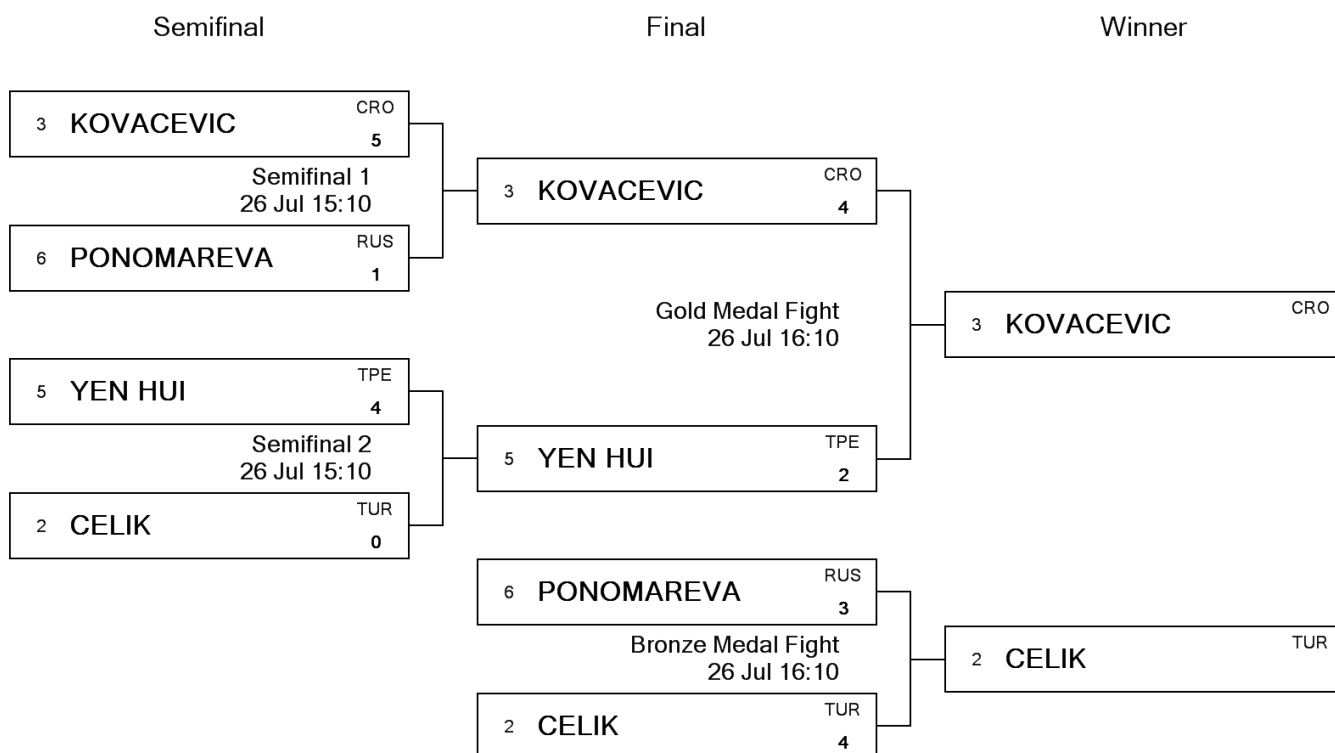 Semifinal Final Winner
3 KOVACEVIC CRO
5
Semifinal 1
26 Jul 15:10
6 PONOMAREVA RUS
1
3 KOVACEVIC CRO
4
Gold Medal Fight
26 Jul 16:10
3 KOVACEVIC CRO
5 YEN HUI TPE
4
Semifinal 2
26 Jul 15:10
2 CELIK TUR
0
5 YEN HUI TPE
2
6 PONOMAREVA RUS
3
Bronze Medal Fight
26 Jul 16:10
2 CELIK TUR
4
2 CELIK TUR